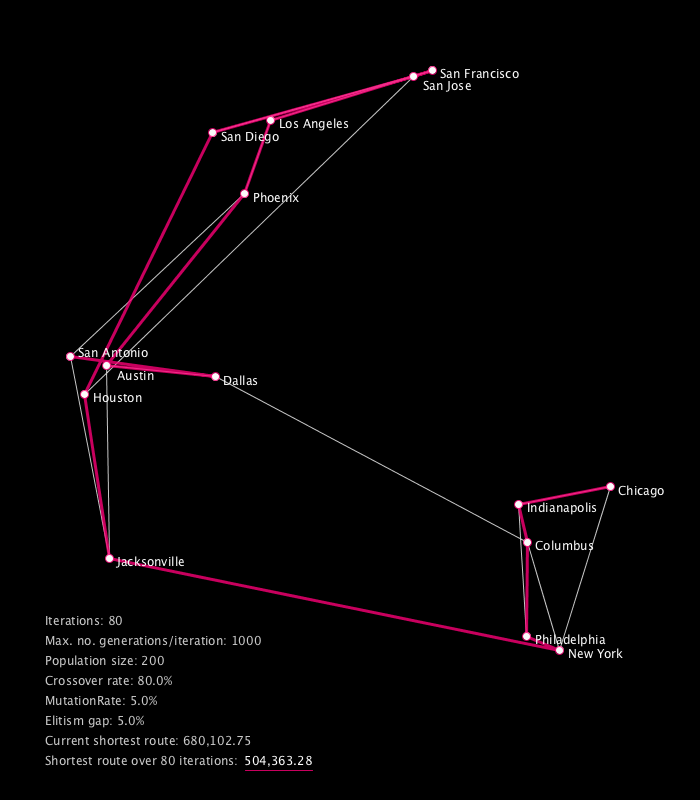 San Francisco
San Jose
Los Angeles
San Diego
Phoenix
San Antonio
Austin
Dallas
Houston
Chicago
Indianapolis
Columbus
Jacksonville
Philadelphia
New York
Iterations: 80
Max. no. generations/iteration: 1000
Population size: 200
Crossover rate: 80.0%
MutationRate: 5.0%
Elitism gap: 5.0%
Current shortest route: 680,102.75
Shortest route over 80 iterations: 504,363.28